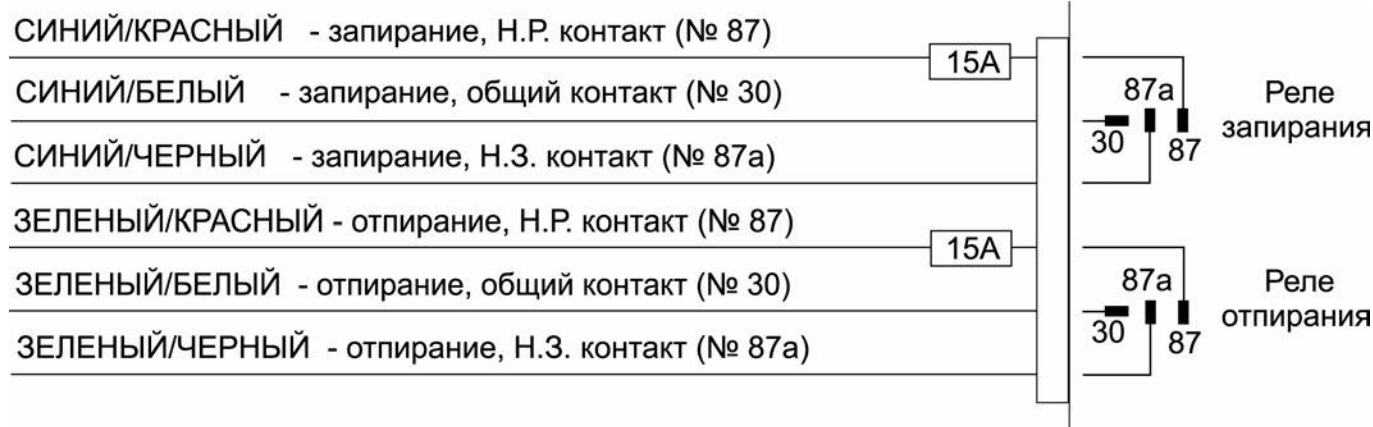 СИНИЙ/КРАСНЫЙ - запирание, Н.Р. контакт (№ 87)
15А
СИНИЙ/БЕЛЫЙ - запирание, общий контакт (№ 30)
СИНИЙ/ЧЕРНЫЙ - запирание, Н.З. контакт (№ 87а)
87а
30
87
Реле
запирания
ЗЕЛЕНЫЙ/КРАСНЫЙ - отпирание, Н.Р. контакт (№ 87)
15А
ЗЕЛЕНЫЙ/БЕЛЫЙ - отпирание, общий контакт (№ 30)
ЗЕЛЕНЫЙ/ЧЕРНЫЙ - отпирание, Н.З. контакт (№ 87а)
87а
30
87
Реле
отпирания